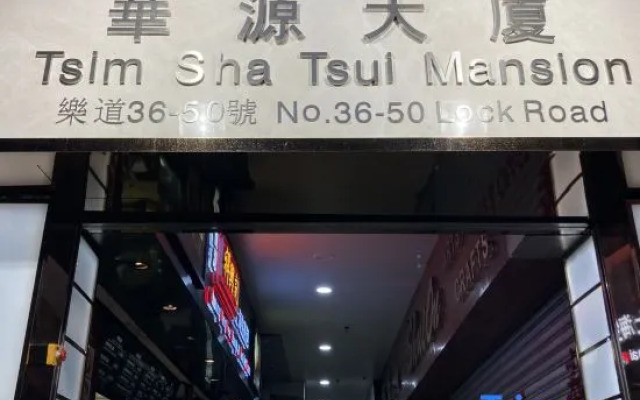 華源大廈
Tsim Sha Tsui Mansion
樂道36-50號 No.36-50 Lock Road
CRAFTS